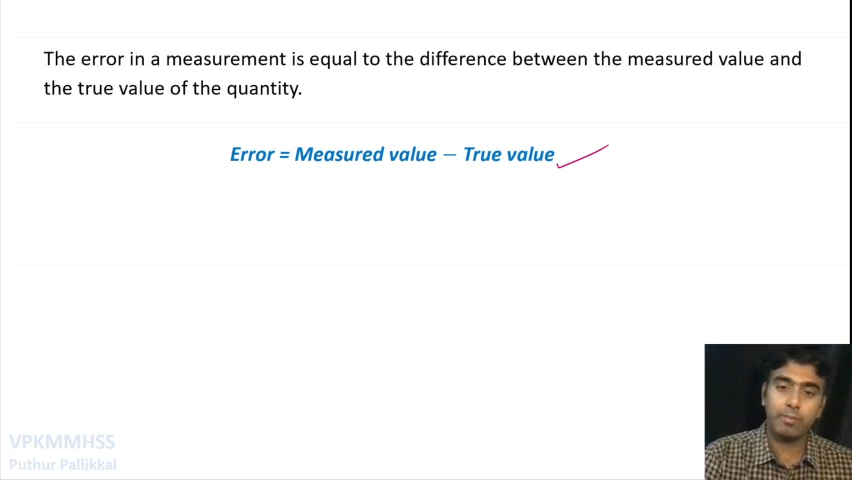 The error in a measurement is equal to the difference between the measured value and
the true value of the quantity.
Error = Measured value − True value
VPKMMHSS
Puthur Pallikkal